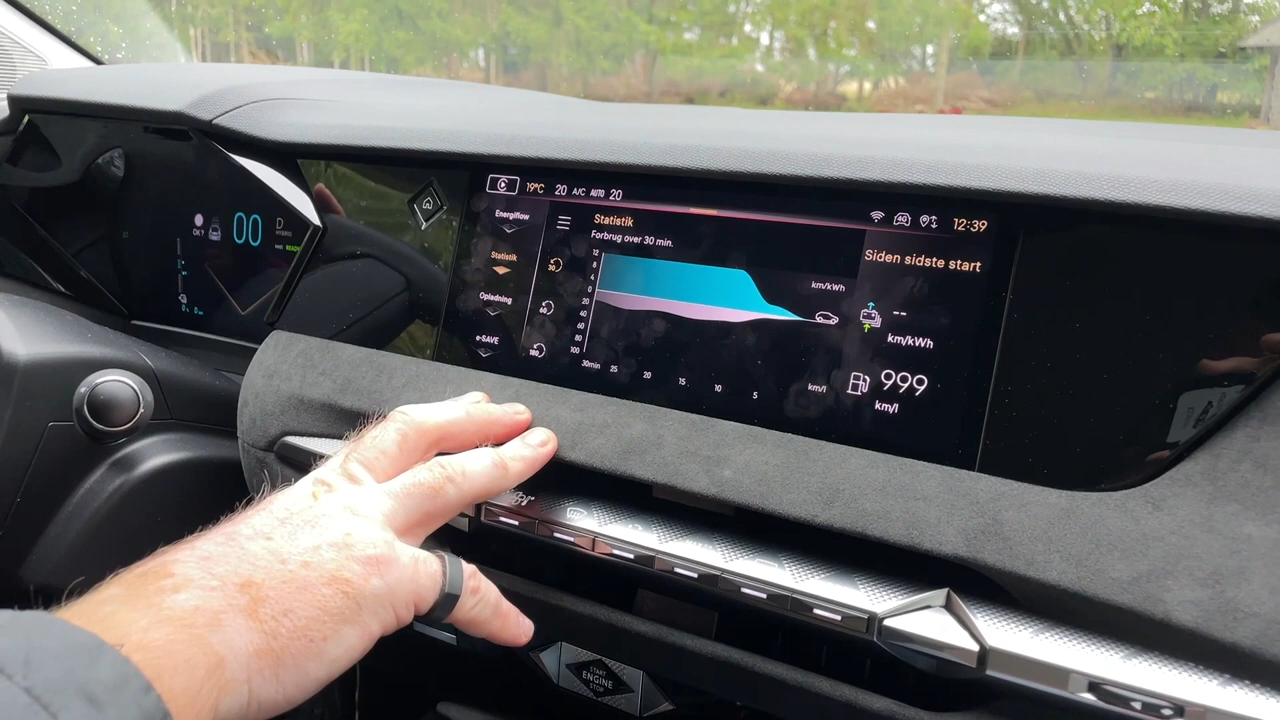 19°C 20 A/C AUTO 20
4G
12:39
Energiflow
Statistik
Opladning
e-SAVE
Statistik
Forbrug over 30 min.
30
60
180
12
8
4
0
20
40
60
80
100
km/kWh
30min 25 20 15 10 5
km/l
Siden sidste start
--
km/kWh
999
km/l
OK?
00
D
HYBRID
READY
START
ENGINE
STOP